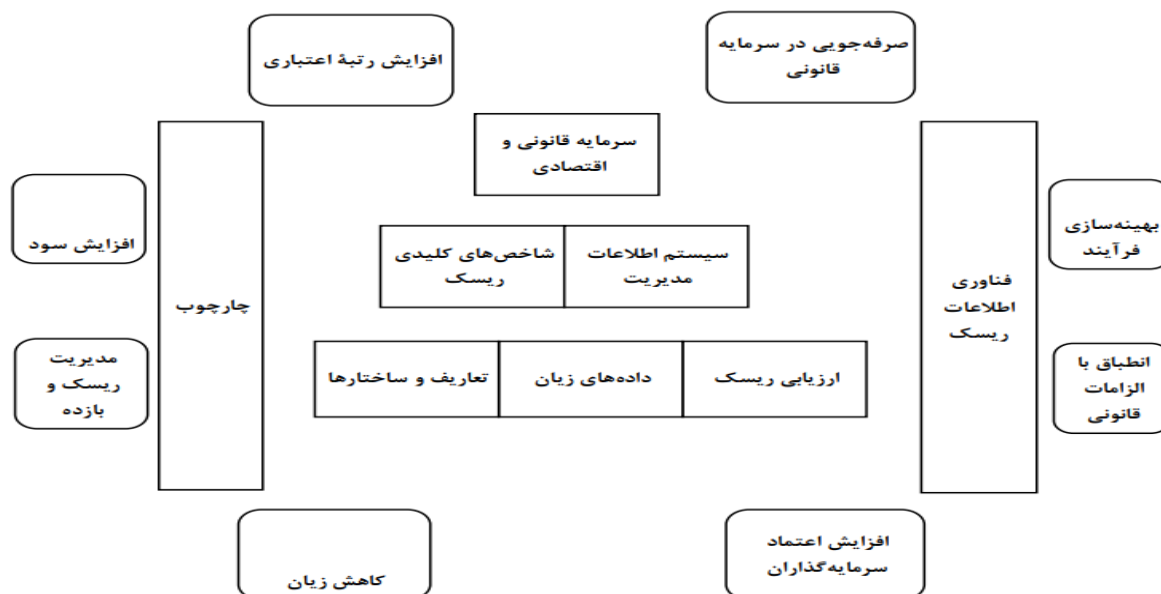 صرفه‌جویی در سرمایه
قانونی
افزایش رتبهٔ اعتباری
سرمایه قانونی و
اقتصادی
بهینه‌سازی
فرآیند
افزایش سود
سیستم اطلاعات
مدیریت
شاخص‌های کلیدی
ریسک
فناوری
اطلاعات
ریسک
چارچوب
انطباق با
الزامات
قانونی
مدیریت
ریسک و
بازده
ارزیابی ریسک
داده‌های زیان
تعاریف و ساختارها
افزایش اعتماد
سرمایه‌گذاران
کاهش زیان